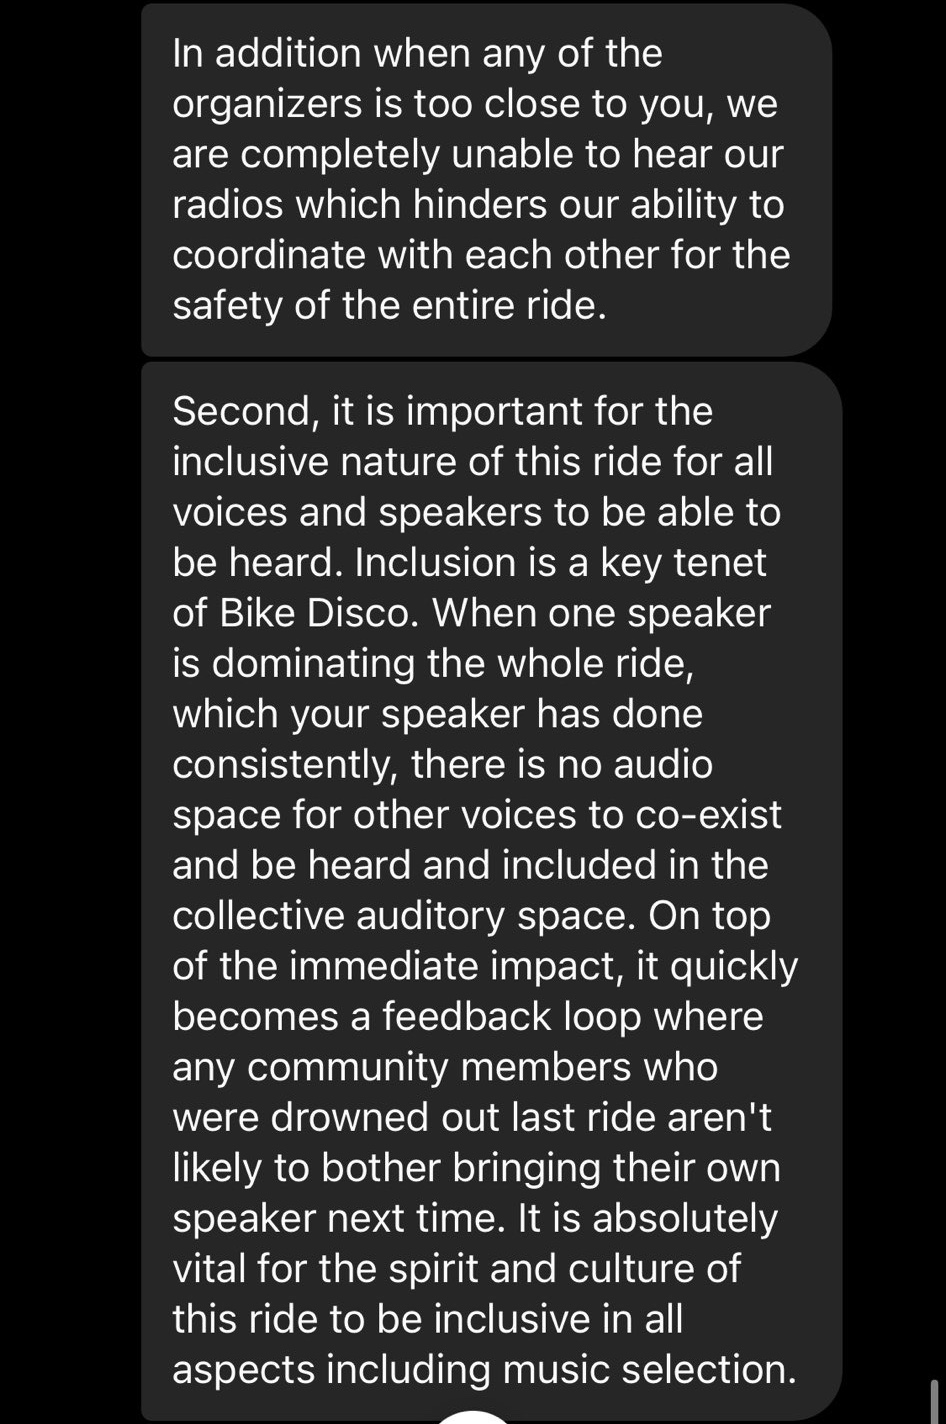 In addition when any of the
organizers is too close to you, we
are completely unable to hear our
radios which hinders our ability to
coordinate with each other for the
safety of the entire ride.
Second, it is important for the
inclusive nature of this ride for all
voices and speakers to be able to
be heard. Inclusion is a key tenet
of Bike Disco. When one speaker
is dominating the whole ride,
which your speaker has done
consistently, there is no audio
space for other voices to co-exist
and be heard and included in the
collective auditory space. On top
of the immediate impact, it quickly
becomes a feedback loop where
any community members who
were drowned out last ride aren't
likely to bother bringing their own
speaker next time. It is absolutely
vital for the spirit and culture of
this ride to be inclusive in all
aspects including music selection.